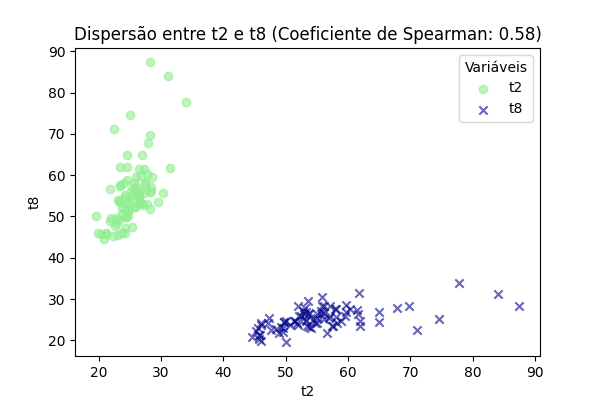 Dispersão entre t2 e t8 (Coeficiente de Spearman: 0.58)
90
80
70
60
50
40
30
20
t8
Variáveis
t2
t8
20 30 40 50 60 70 80 90
t2